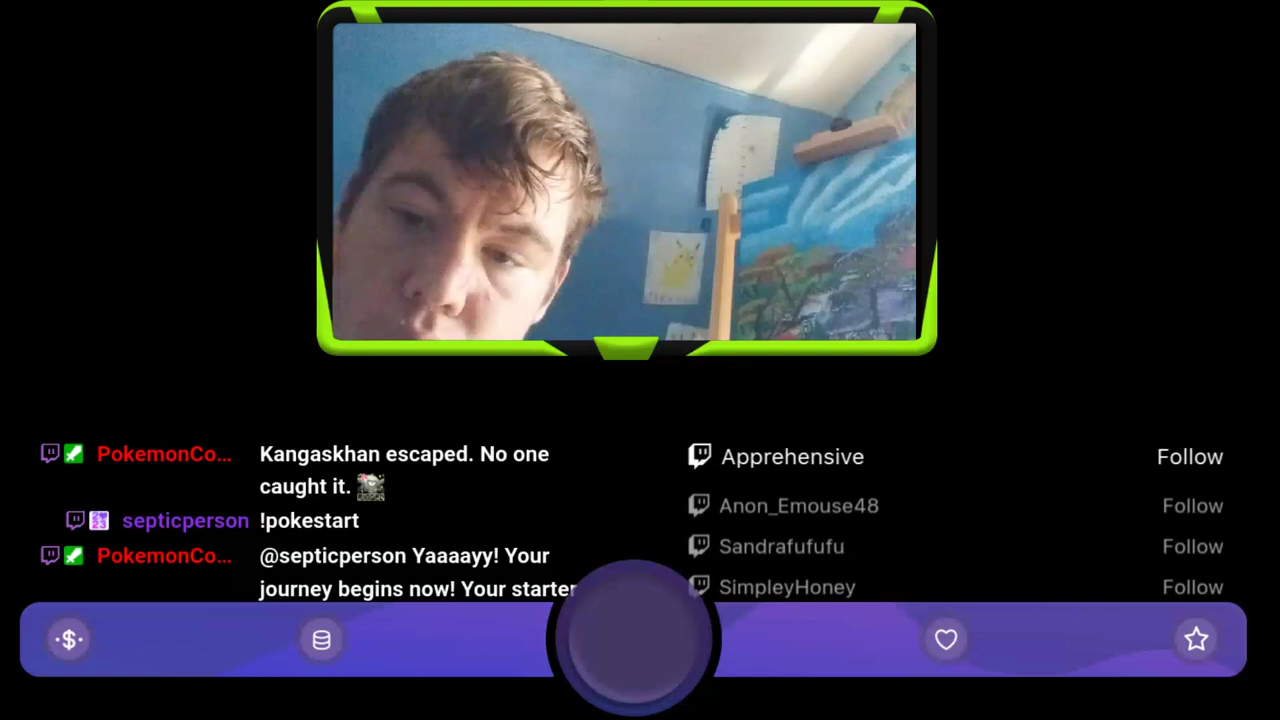 PokemonCo... Kangaskhan escaped. No one
caught it.
septicperson !pokestart
PokemonCo... @septicperson Yaaaayy! Your
journey begins now! Your starter
Apprehensive Follow
Anon_Emouse48 Follow
Sandrafufufu Follow
SimpleyHoney Follow